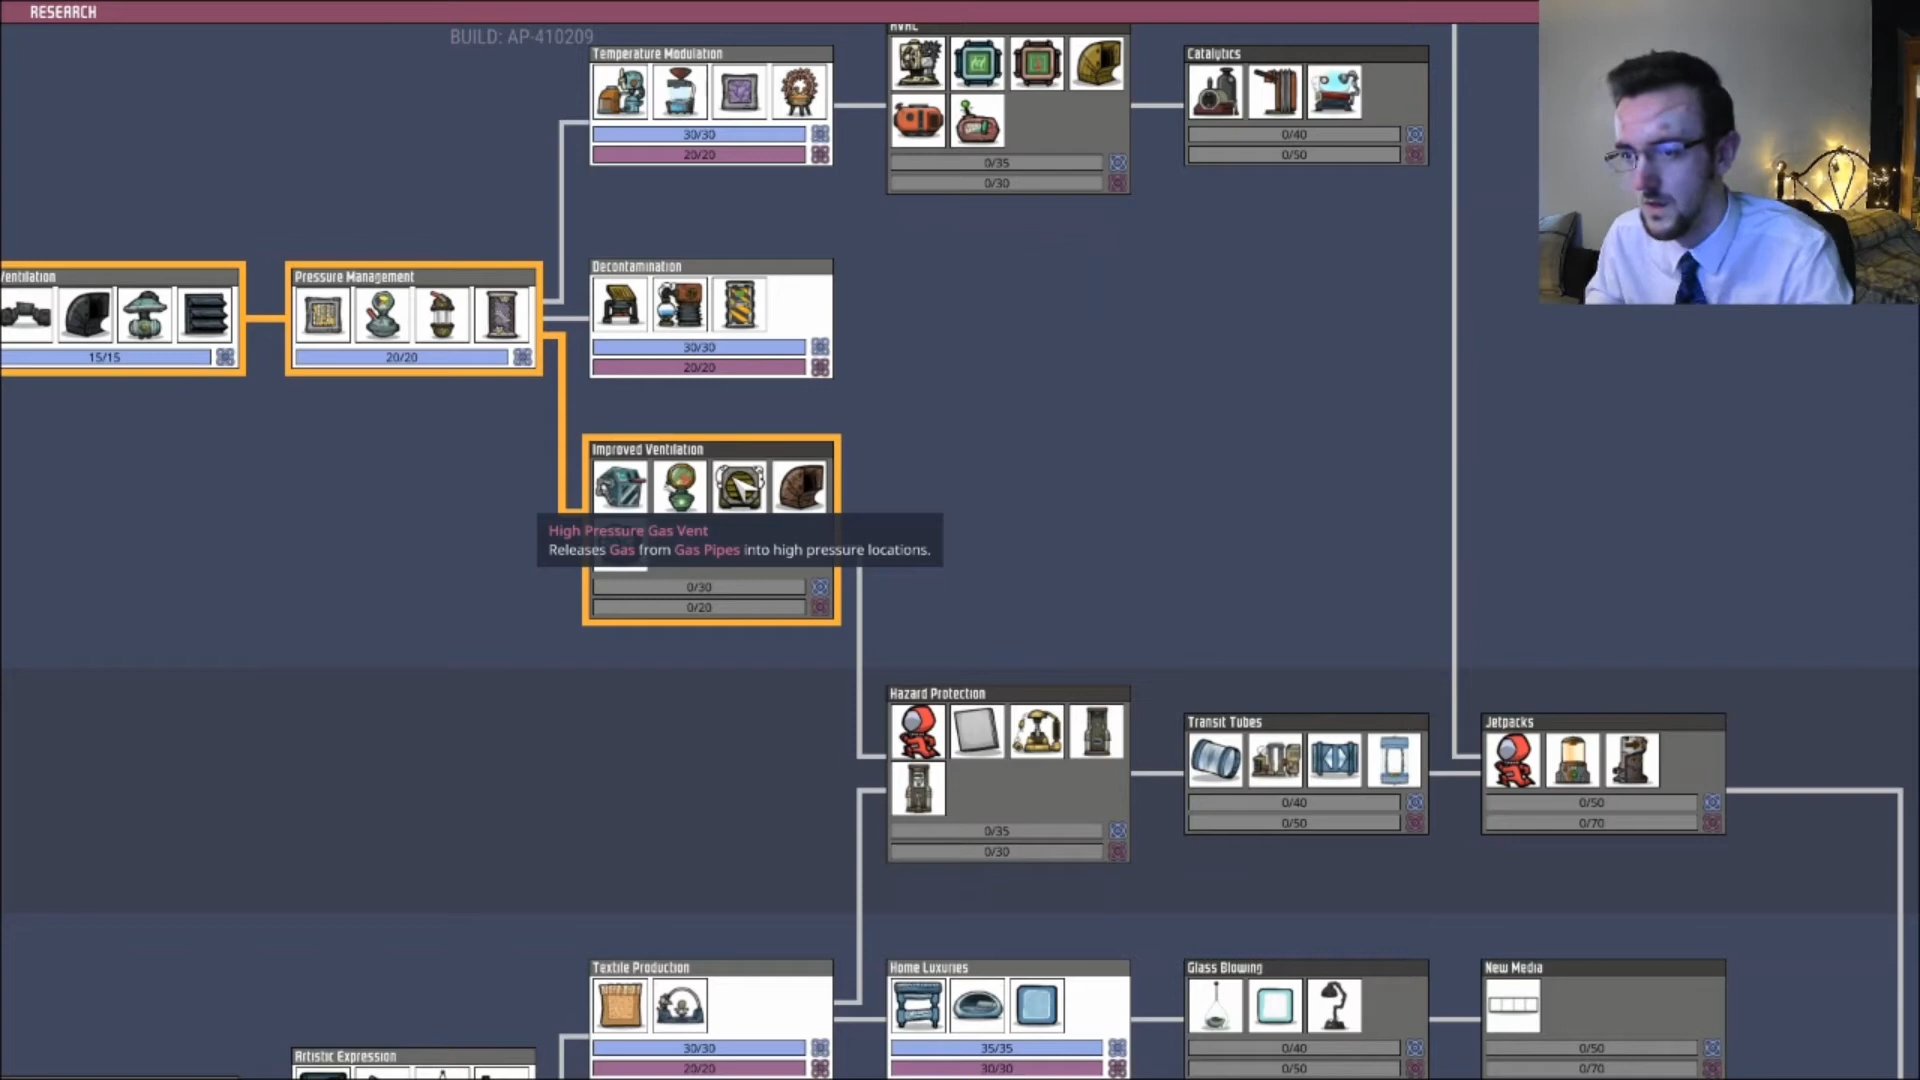 RESEARCH
BUILD: AP-410209
Temperature Modulation
30/30
20/20
HVAC
0/35
0/30
Catalytics
0/40
0/50
Ventilation
15/15
Pressure Management
20/20
Decontamination
30/30
20/20
Improved Ventilation
High Pressure Gas Vent
Releases Gas from Gas Pipes into high pressure locations.
0/30
0/20
Hazard Protection
0/35
0/30
Transit Tubes
0/40
0/50
Jetpacks
0/50
0/70
Textile Production
30/30
20/20
Home Luxuries
35/35
30/30
Glass Blowing
0/40
0/50
New Media
0/50
0/70
Artistic Expression